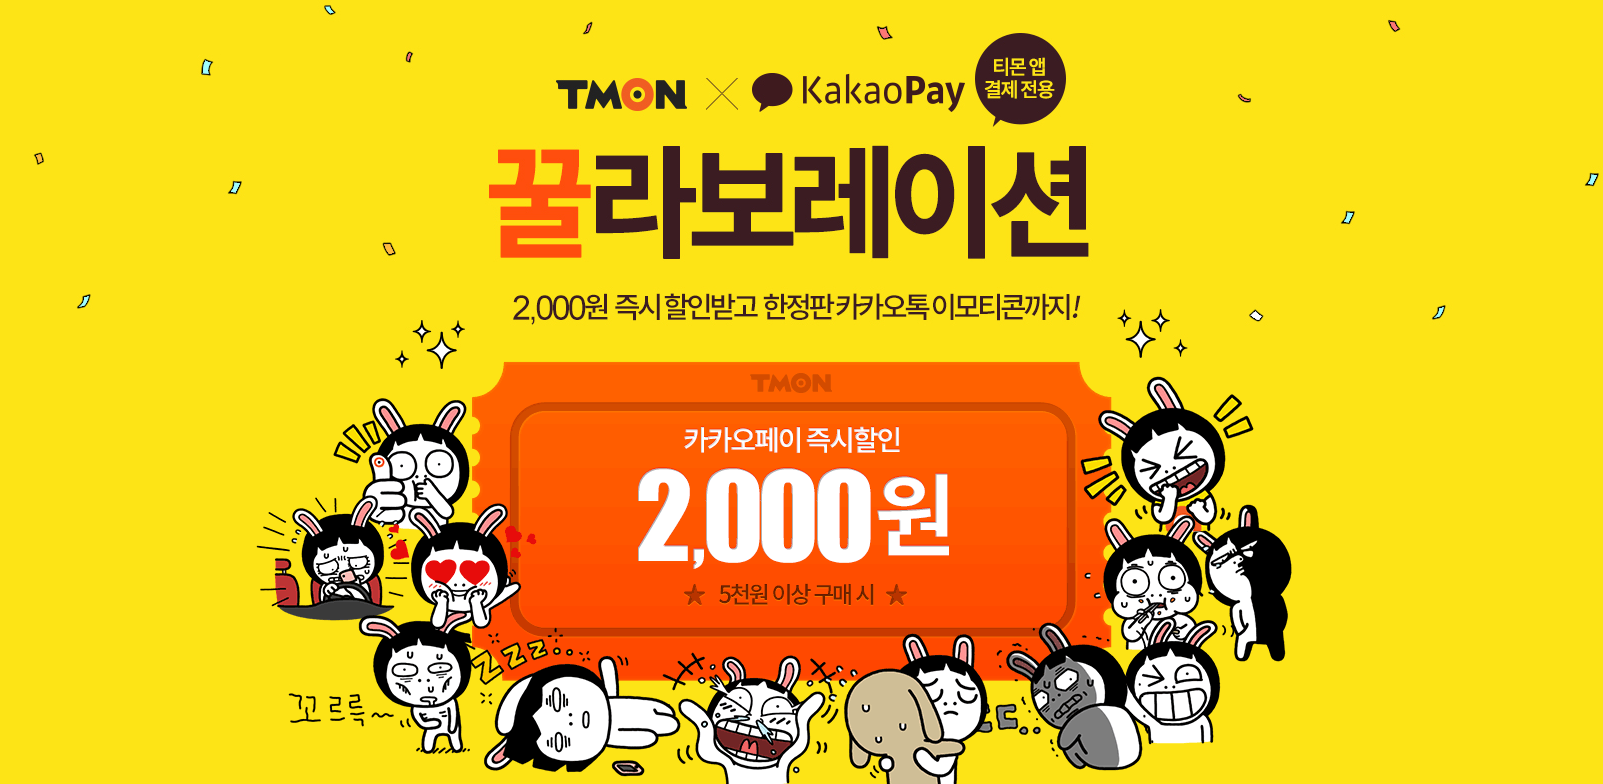 TMON × KakaoPay
티몬 앱
결제 전용
꿀라보레이션
2,000원 즉시 할인받고 한정판 카카오톡 이모티콘까지!
TMON
카카오페이 즉시할인
2,000원
★ 5천원 이상 구매 시 ★
zzz...
꼬르륵~